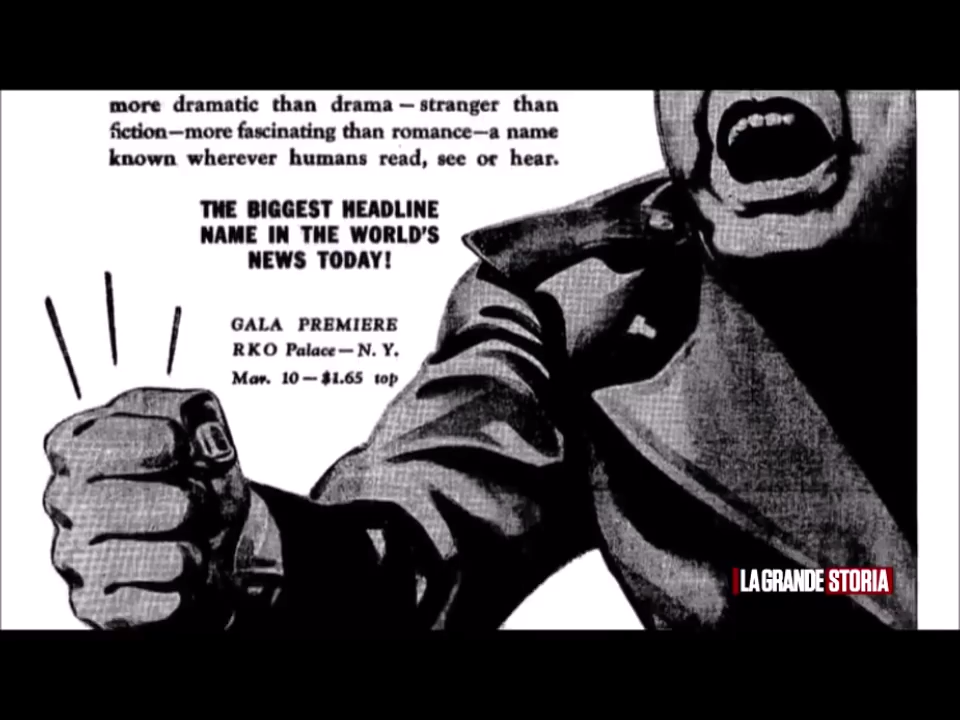 more dramatic than drama — stranger than
fiction—more fascinating than romance—a name
known wherever humans read, see or hear.
THE BIGGEST HEADLINE
NAME IN THE WORLD'S
NEWS TODAY!
GALA PREMIERE
RKO Palace — N. Y.
Mar. 10 — $1.65 top
LA GRANDE STORIA